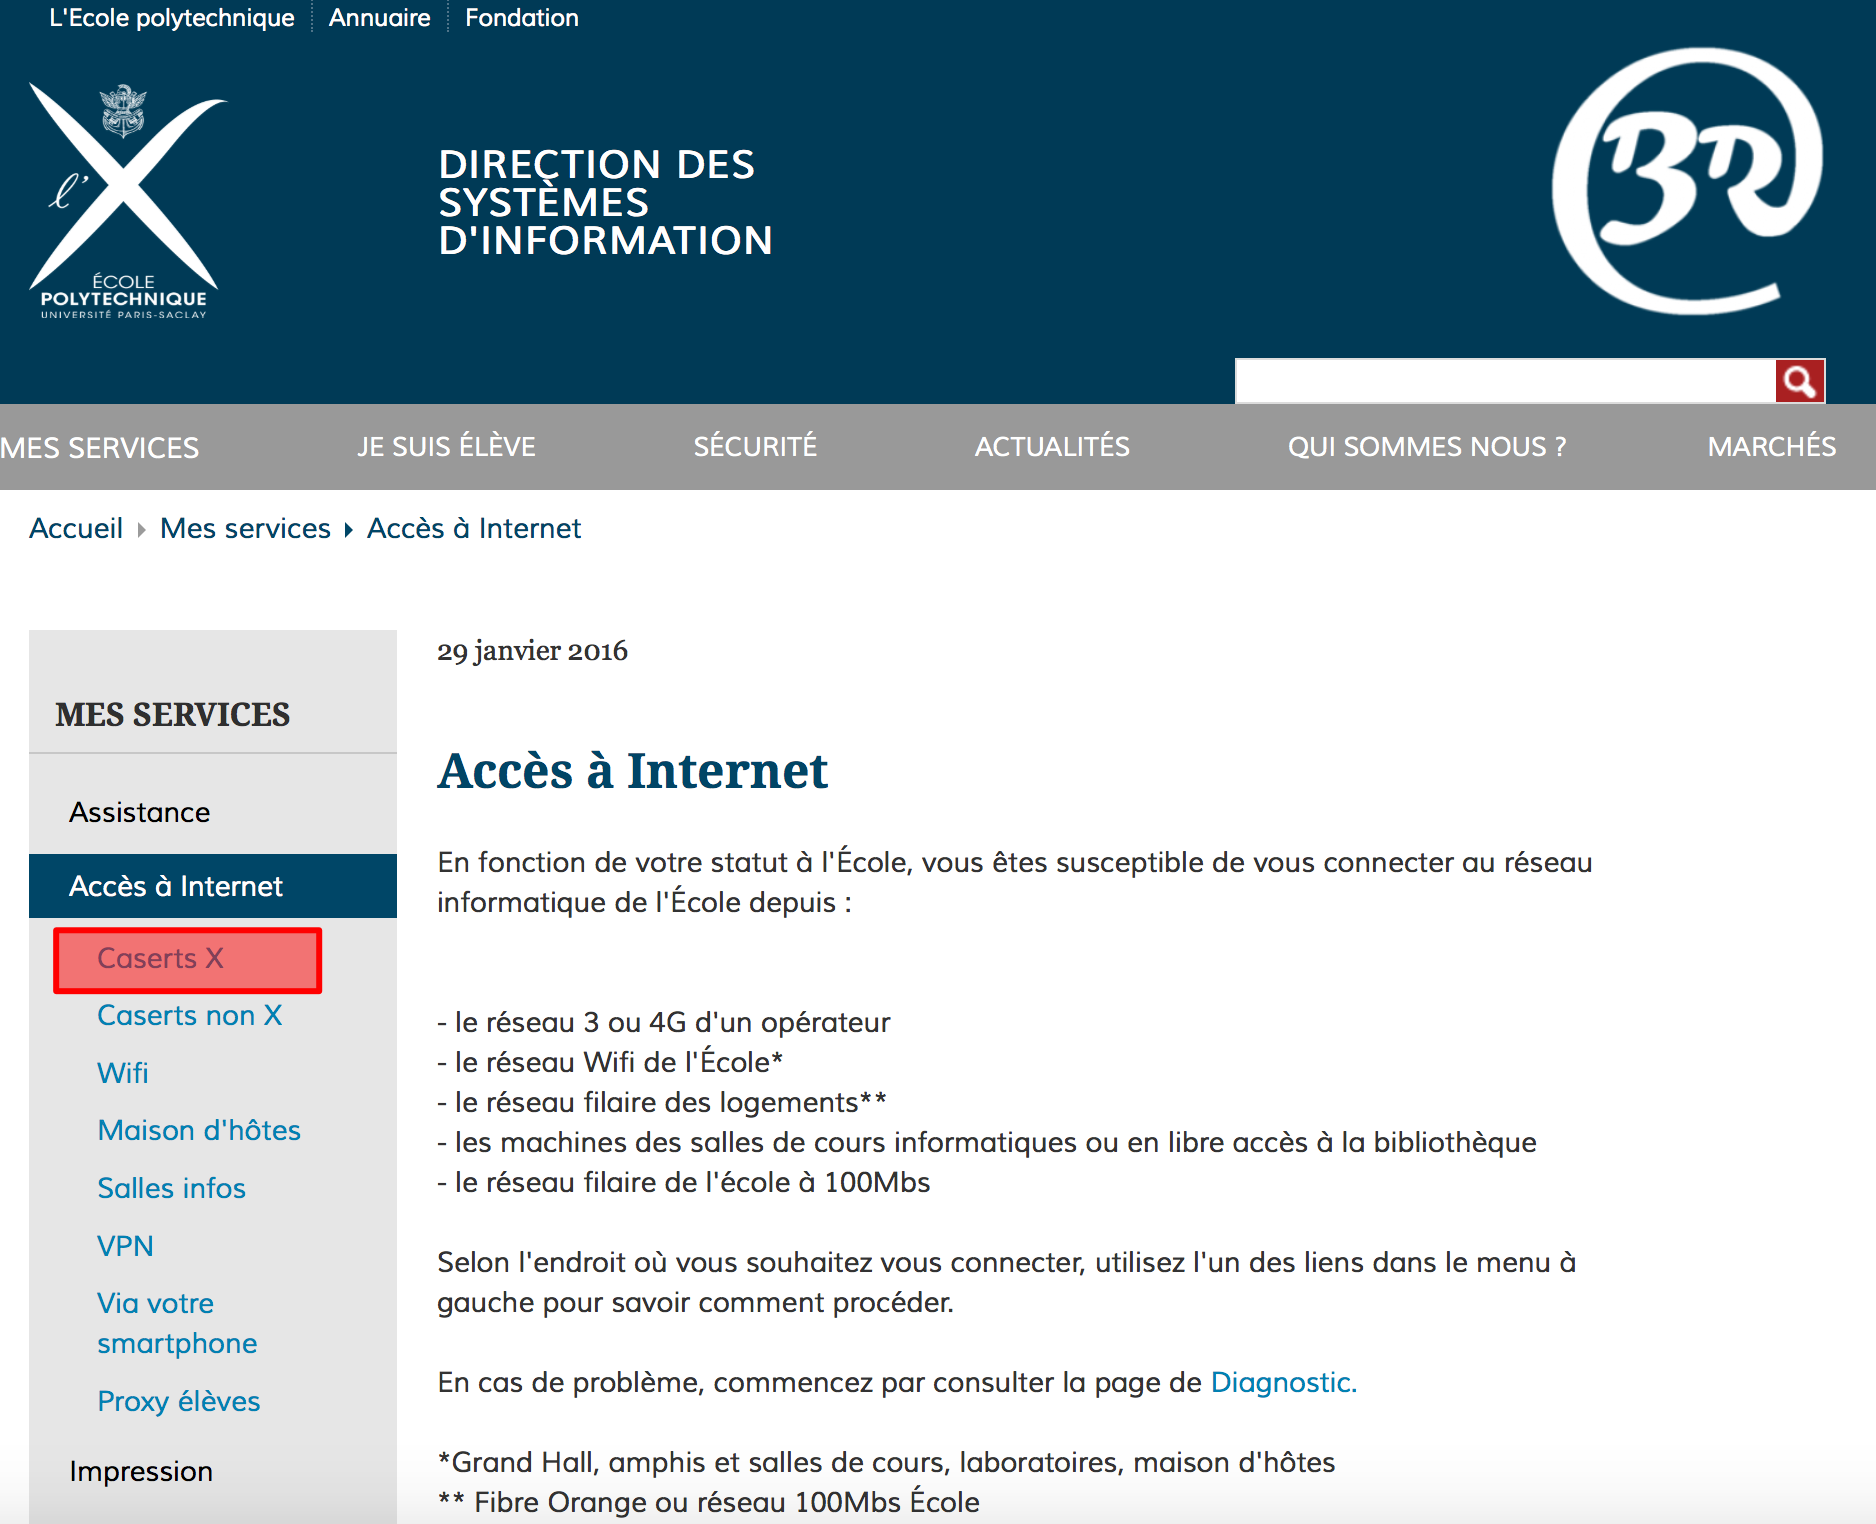 L'Ecole polytechnique
Annuaire
Fondation
l'X
ÉCOLE
POLYTECHNIQUE
UNIVERSITÉ PARIS-SACLAY
DIRECTION DES
SYSTÈMES
D'INFORMATION
BR
MES SERVICES
JE SUIS ÉLÈVE
SÉCURITÉ
ACTUALITÉS
QUI SOMMES NOUS ?
MARCHÉS
Accueil
Mes services
Accès à Internet
MES SERVICES
Assistance
Accès à Internet
Caserts X
Caserts non X
Wifi
Maison d'hôtes
Salles infos
VPN
Via votre
smartphone
Proxy élèves
Impression
29 janvier 2016
Accès à Internet
En fonction de votre statut à l'École, vous êtes susceptible de vous connecter au réseau
informatique de l'École depuis :
- le réseau 3 ou 4G d'un opérateur
- le réseau Wifi de l'École*
- le réseau filaire des logements**
- les machines des salles de cours informatiques ou en libre accès à la bibliothèque
- le réseau filaire de l'école à 100Mbs
Selon l'endroit où vous souhaitez vous connecter, utilisez l'un des liens dans le menu à
gauche pour savoir comment procéder.
En cas de problème, commencez par consulter la page de Diagnostic.
*Grand Hall, amphis et salles de cours, laboratoires, maison d'hôtes
** Fibre Orange ou réseau 100Mbs École